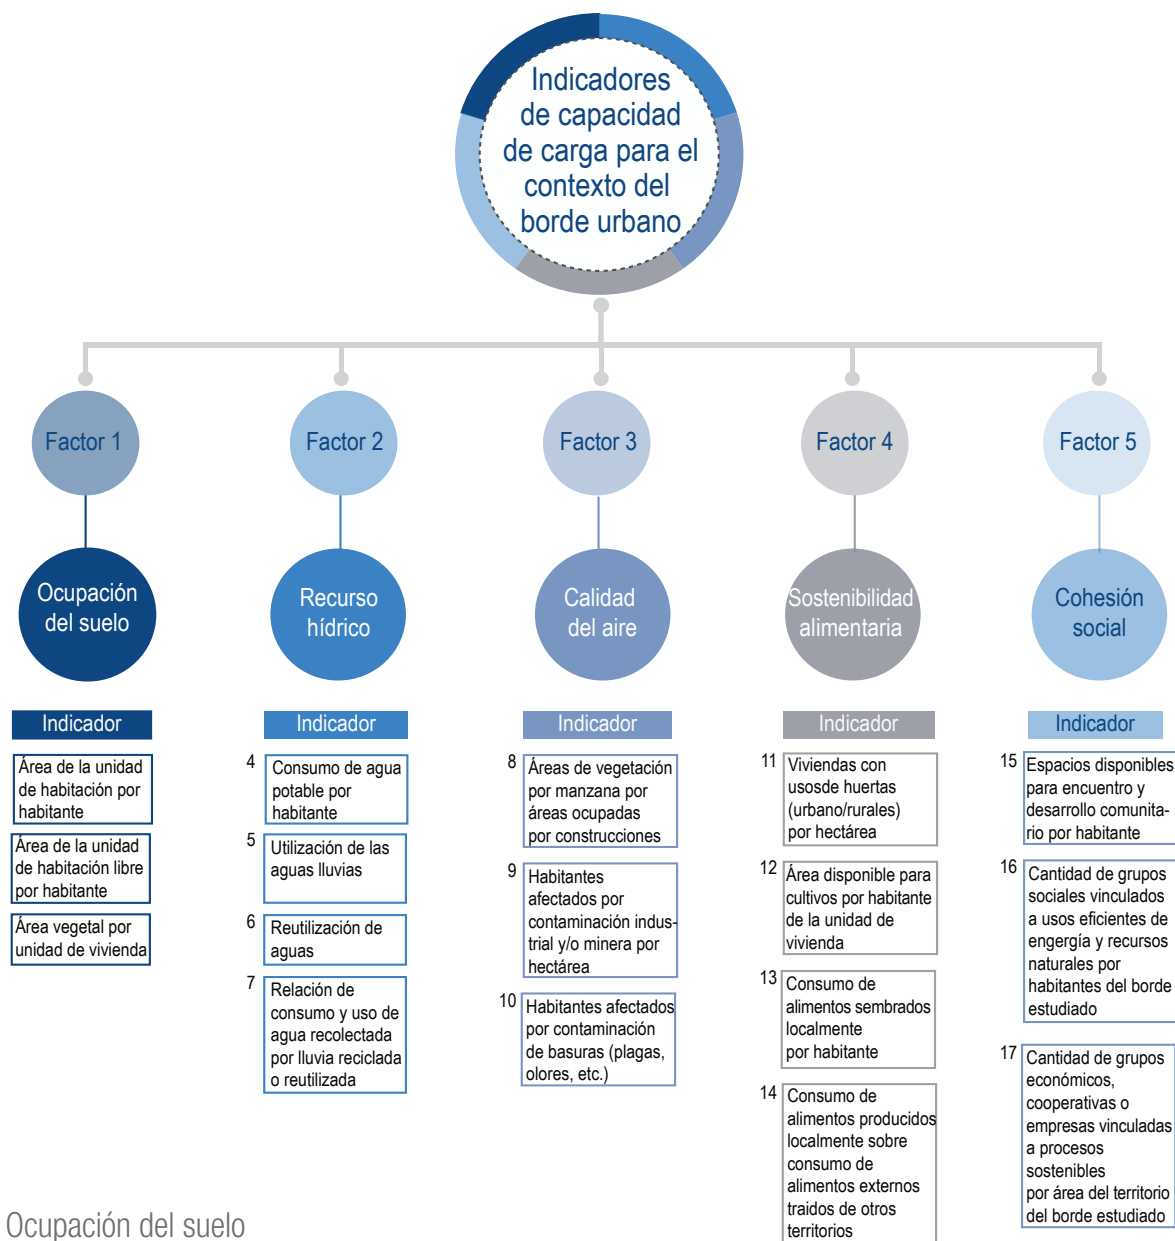 Indicadores
de capacidad
de carga para el
contexto del
borde urbano
Factor 1
Factor 2
Factor 3
Factor 4
Factor 5
Ocupación
del suelo
Recurso
hídrico
Calidad
del aire
Sostenibilidad
alimentaria
Cohesión
social
Indicador
Área de la unidad
de habitación por
habitante
Área de la unidad
de habitación libre
por habitante
Área vegetal por
unidad de vivienda
Indicador
4 Consumo de agua
potable por
habitante
5 Utilización de las
aguas lluvias
6 Reutilización de
aguas
7 Relación de
consumo y uso de
agua recolectada
por lluvia reciclada
o reutilizada
Indicador
8 Áreas de vegetación
por manzana por
áreas ocupadas
por construcciones
9 Habitantes
afectados por
contaminación indus-
trial y/o minera por
hectárea
10 Habitantes afectados
por contaminación
de basuras (plagas,
olores, etc.)
Indicador
11 Viviendas con
usosde huertas
(urbano/rurales)
por hectárea
12 Área disponible para
cultivos por habitante
de la unidad de
vivienda
13 Consumo de
alimentos sembrados
localmente
por habitante
14 Consumo de
alimentos producidos
localmente sobre
consumo de
alimentos externos
traidos de otros
territorios
Indicador
15 Espacios disponibles
para encuentro y
desarrollo comunita-
rio por habitante
16 Cantidad de grupos
sociales vinculados
a usos eficientes de
engergía y recursos
naturales por
habitantes del borde
estudiado
17 Cantidad de grupos
económicos,
cooperativas o
empresas vinculadas
a procesos
sostenibles
por área del territorio
del borde estudiado
Ocupación del suelo